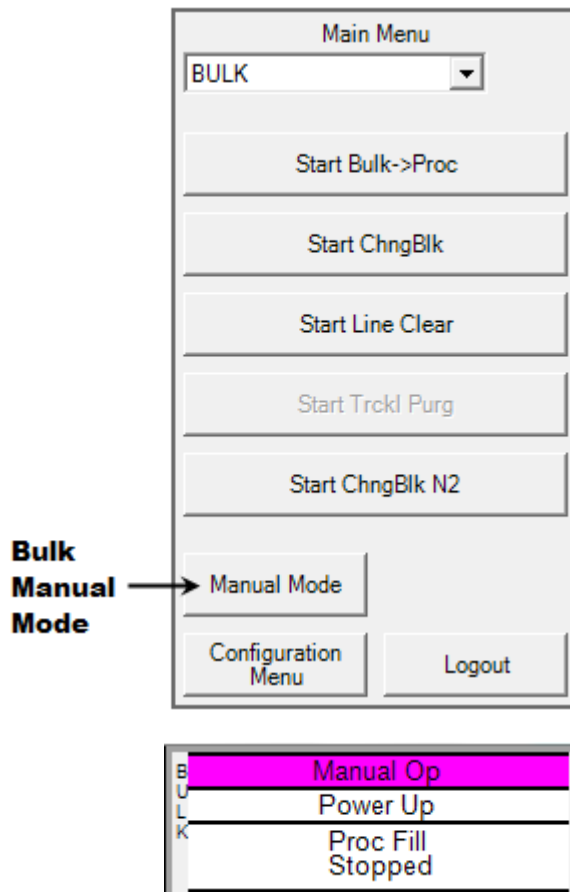 Main Menu
BULK
Start Bulk->Proc
Start ChngBlk
Start Line Clear
Start Trckl Purg
Start ChngBlk N2
Bulk
Manual
Mode
Manual Mode
Configuration
Menu
Logout
BULK
Manual Op
Power Up
Proc Fill
Stopped